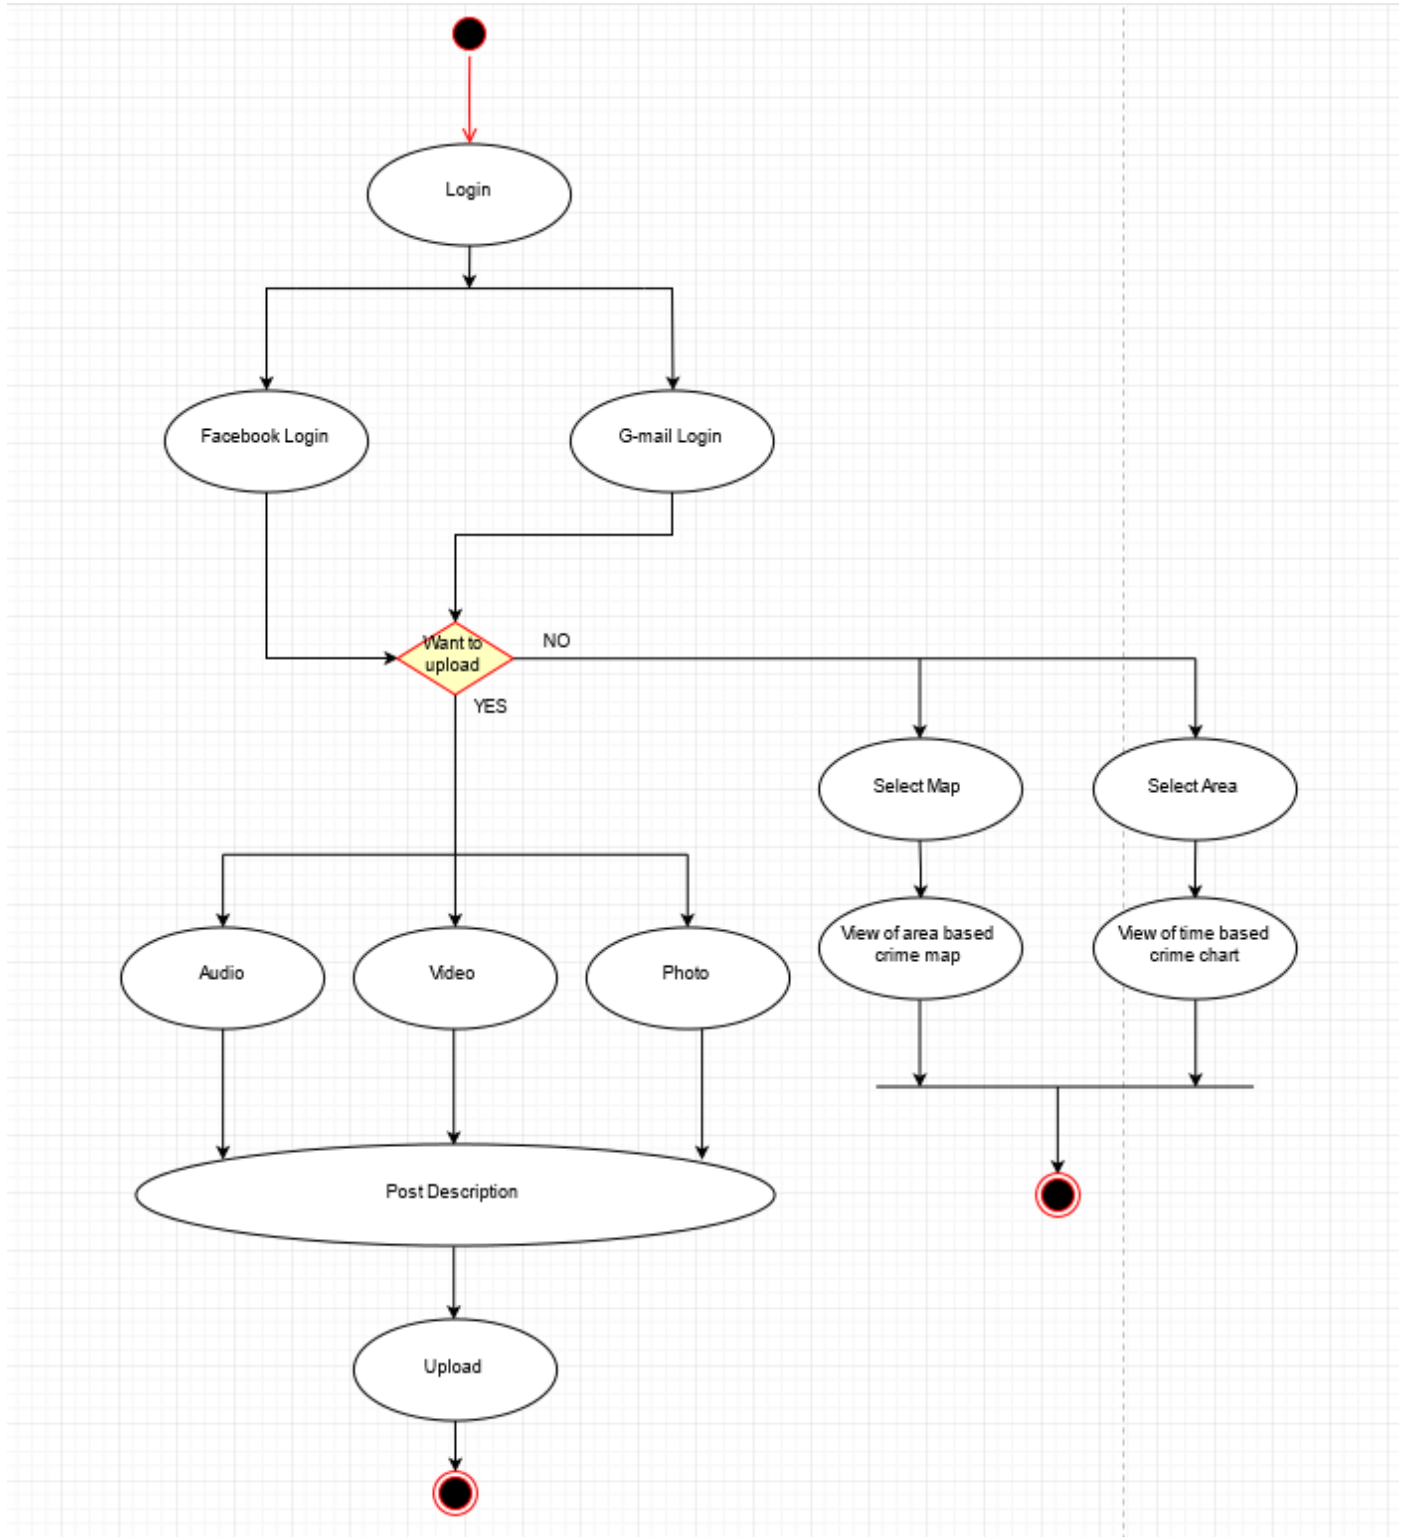 Login
Facebook Login
G-mail Login
Want to
upload
NO
YES
Select Map
Select Area
View of area based
crime map
View of time based
crime chart
Audio
Video
Photo
Post Description
Upload